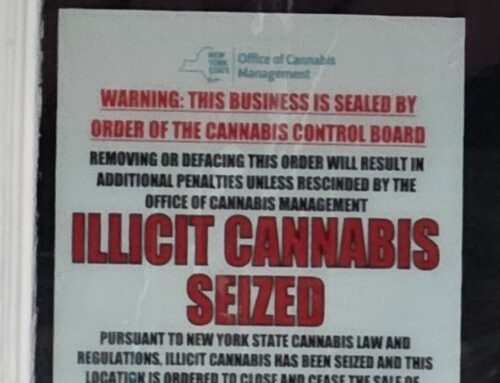 NEW
YORK
STATE
Office of Cannabis
Management
WARNING: THIS BUSINESS IS SEALED BY
ORDER OF THE CANNABIS CONTROL BOARD
REMOVING OR DEFACING THIS ORDER WILL RESULT IN
ADDITIONAL PENALTIES UNLESS RESCINDED BY THE
OFFICE OF CANNABIS MANAGEMENT
ILLICIT CANNABIS
SEIZED
PURSUANT TO NEW YORK STATE CANNABIS LAW AND
REGULATIONS, ILLICIT CANNABIS HAS BEEN SEIZED AND THIS
LOCATION IS ORDERED TO CLOSE AND CEASE THE SALE OF